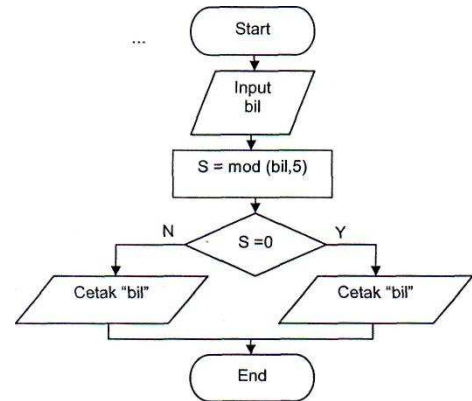 ...
Start
Input
bil
S = mod (bil,5)
N
S =0
Y
Cetak “bil”
Cetak “bil”
End